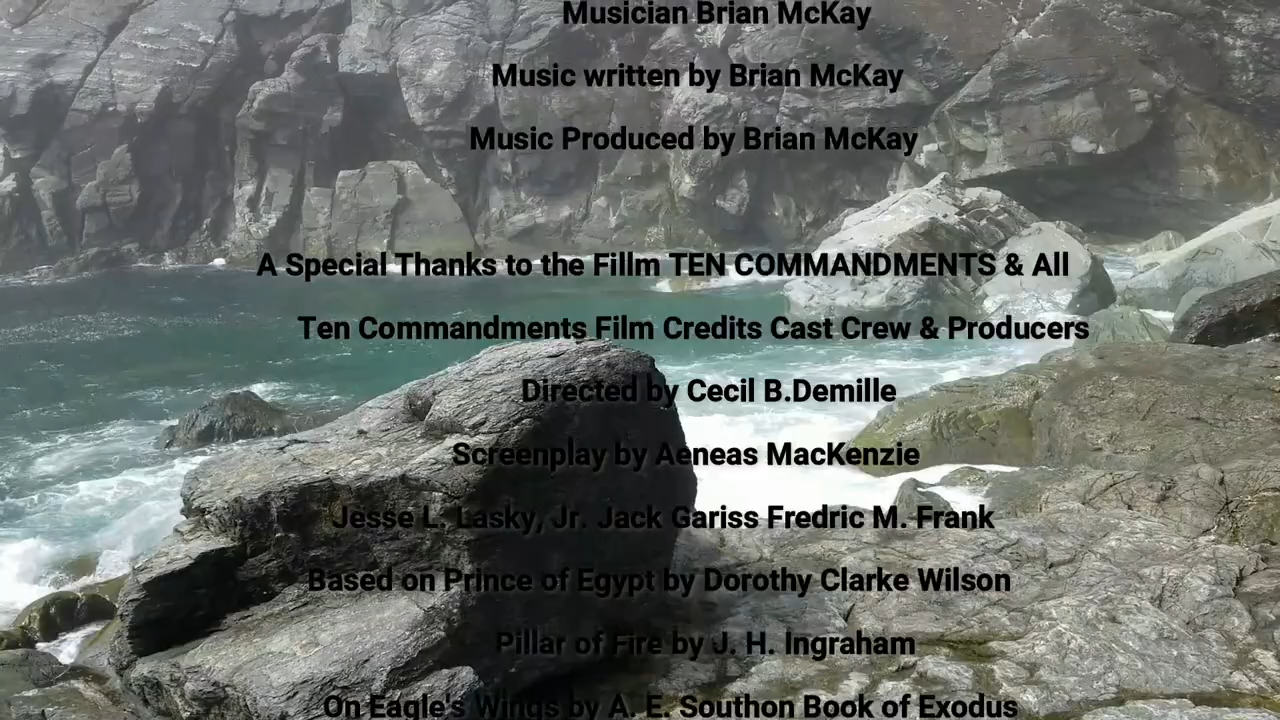 Musician Brian McKay
Music written by Brian McKay
Music Produced by Brian McKay
A Special Thanks to the Fillm TEN COMMANDMENTS & All
Ten Commandments Film Credits Cast Crew & Producers
Directed by Cecil B.Demille
Screenplay by Aeneas MacKenzie
Jesse L. Lasky, Jr. Jack Gariss Fredric M. Frank
Based on Prince of Egypt by Dorothy Clarke Wilson
Pillar of Fire by J. H. Ingraham
On Eagle's Wings by A. E. Southon Book of Exodus